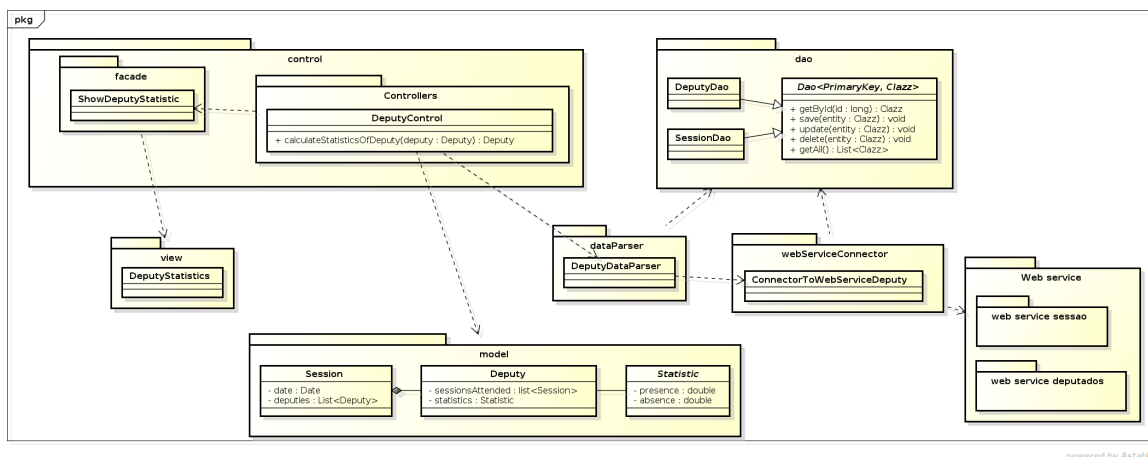 pkg
control
facade
ShowDeputyStatistic
Controllers
DeputyControl
+ calculateStatisticsOfDeputy(deputy : Deputy) : Deputy
dao
DeputyDao
SessionDao
Dao<PrimaryKey, Clazz>
+ getById(id : long) : Clazz
+ save(entity : Clazz) : void
+ update(entity : Clazz) : void
+ delete(entity : Clazz) : void
+ getAll() : List<Clazz>
view
DeputyStatistics
dataParser
DeputyDataParser
webServiceConnector
ConnectorToWebServiceDeputy
Web service
web service sessao
web service deputados
model
Session
- date : Date
- deputies : List<Deputy>
Deputy
- sessionsAttended : list<Session>
- statistics : Statistic
Statistic
- presence : double
- absence : double
powered by Astah